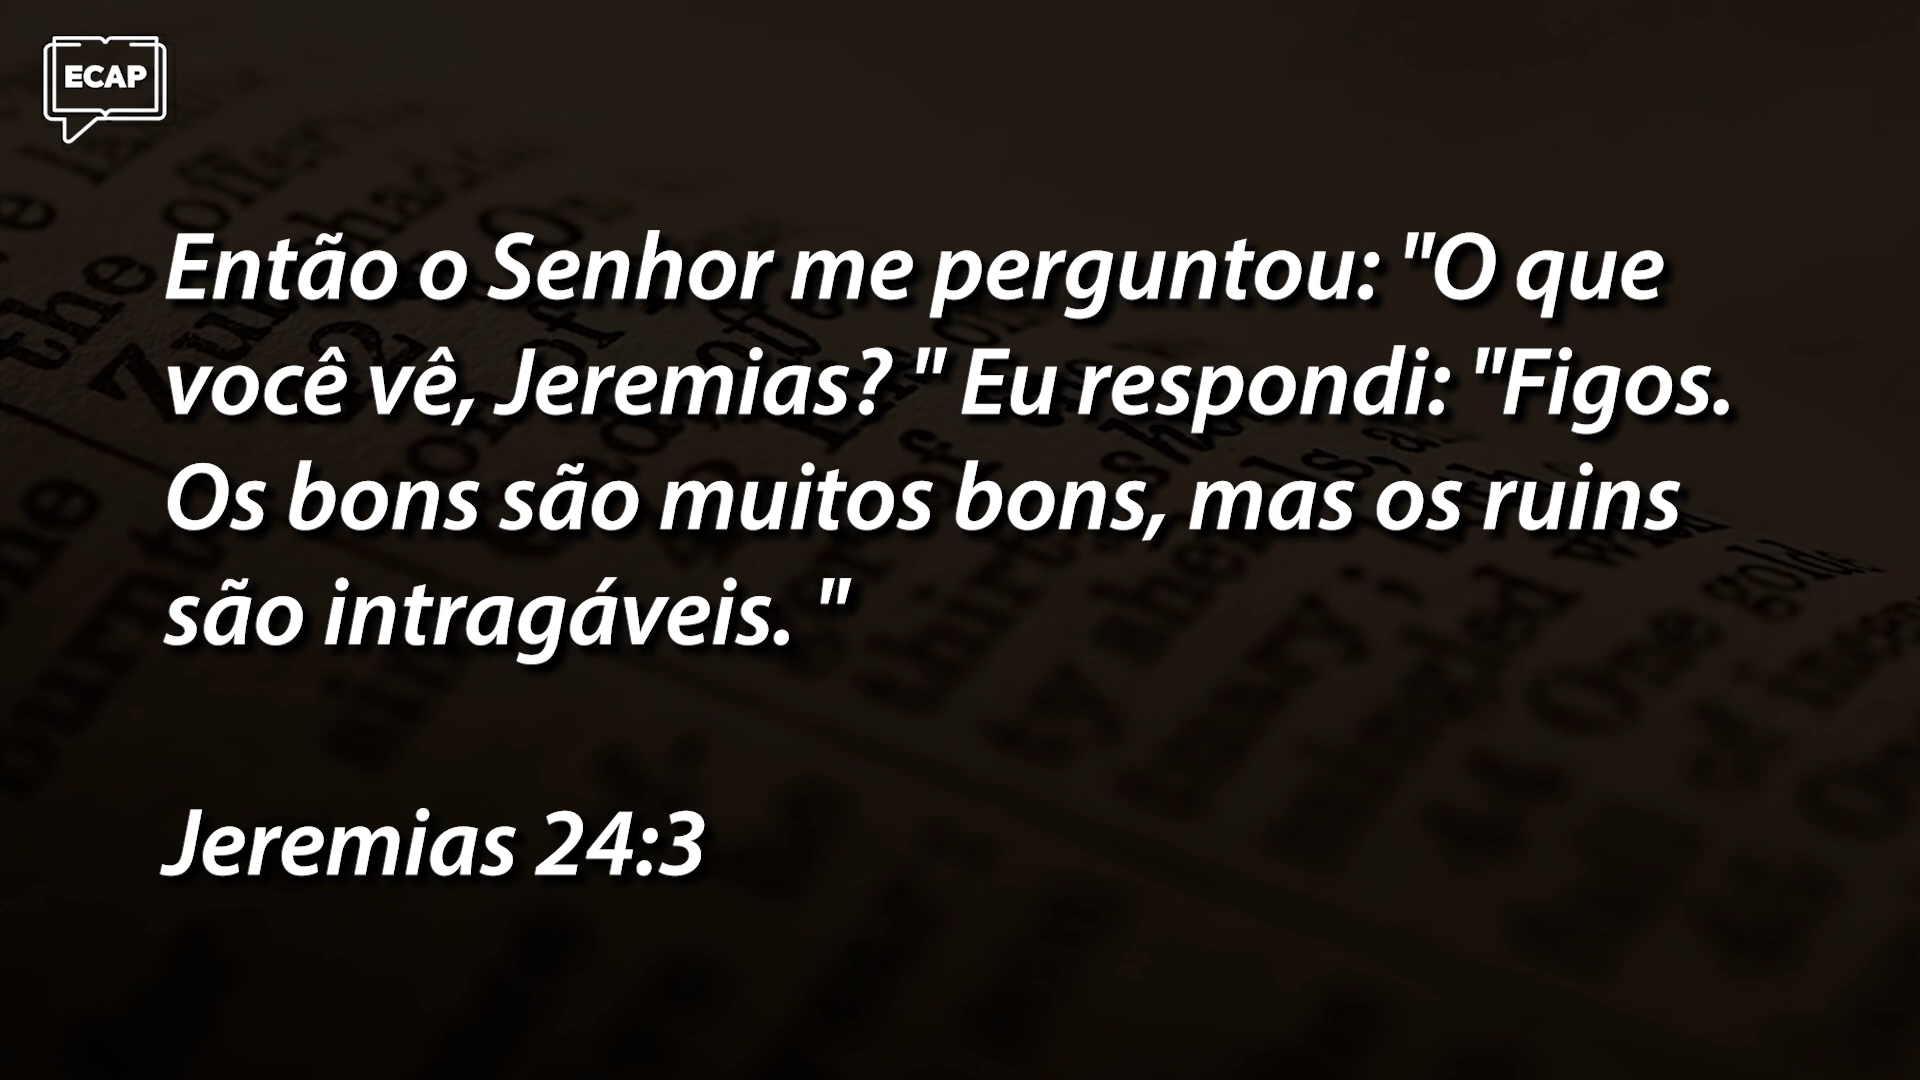 ECAP
Então o Senhor me perguntou: "O que
você vê, Jeremias? " Eu respondi: "Figos.
Os bons são muitos bons, mas os ruins
são intragáveis. "
Jeremias 24:3